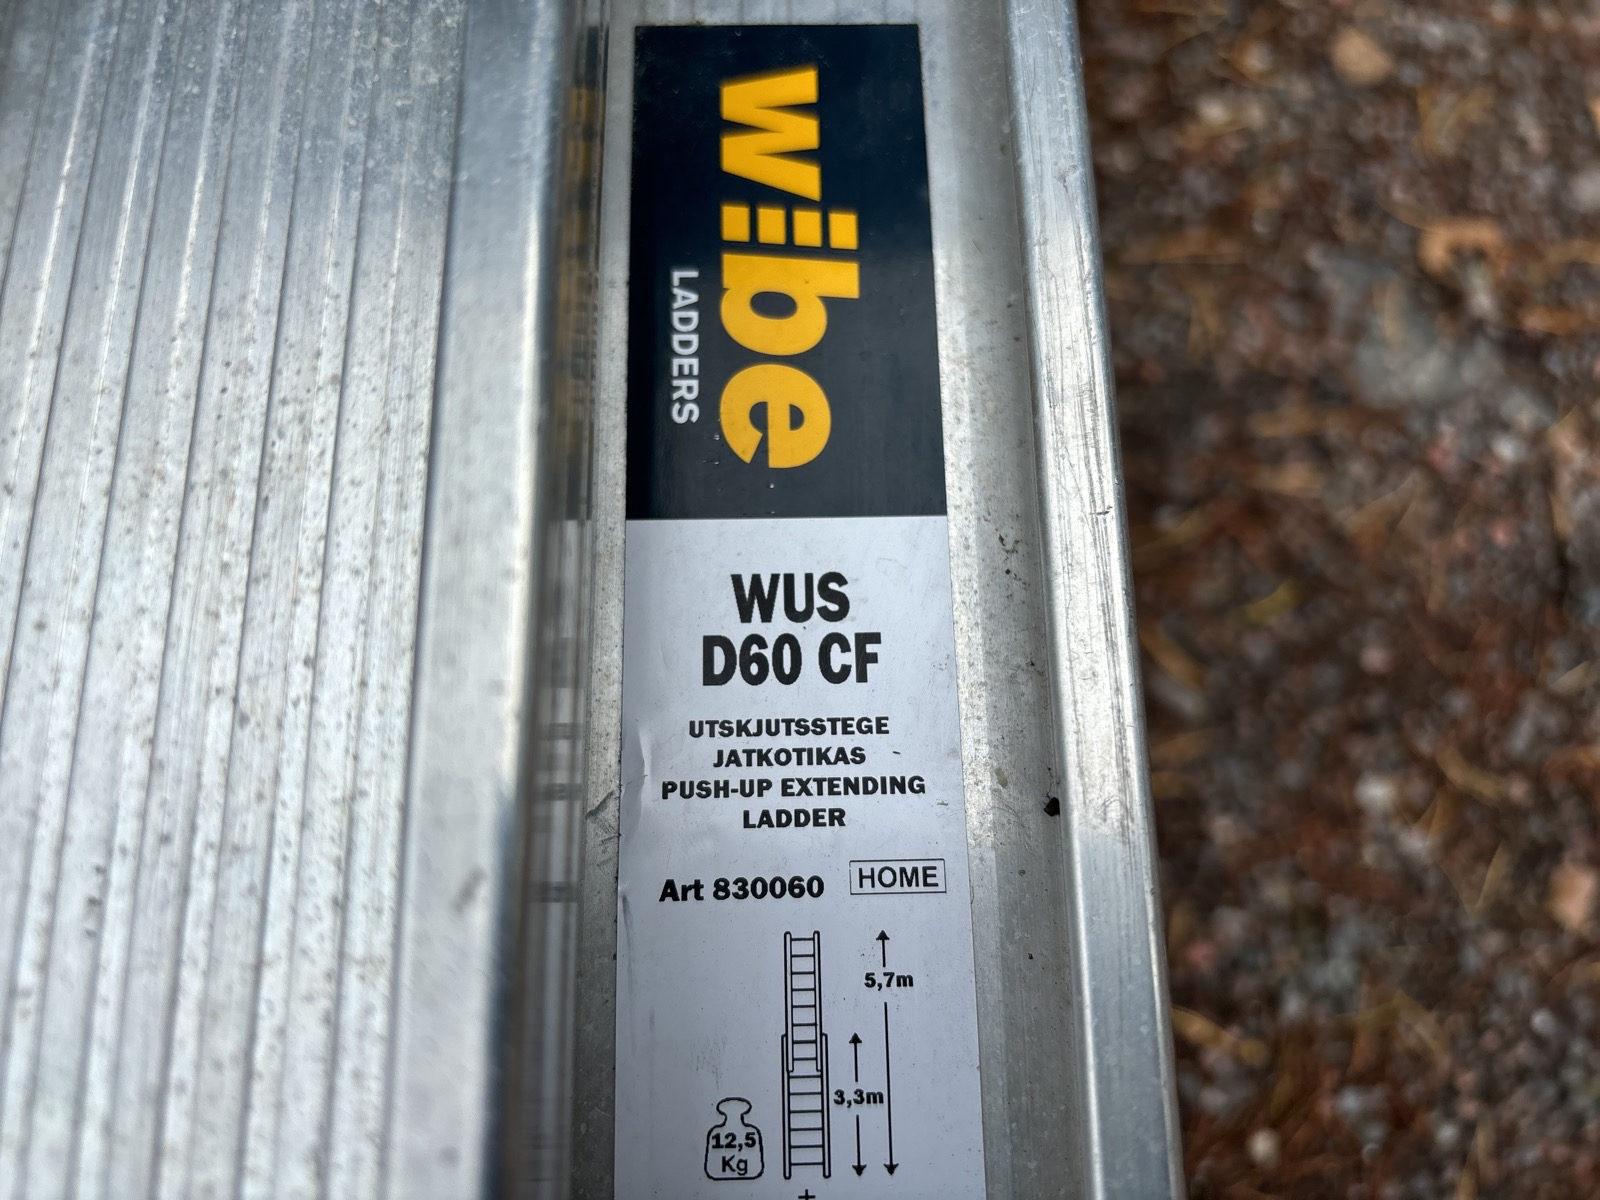 wibe
LADDERS
WUS
D60 CF
UTSKJUTSSTEGE
JATKOTIKAS
PUSH-UP EXTENDING
LADDER
Art 830060 HOME
5,7m
3,3m
12,5
Kg